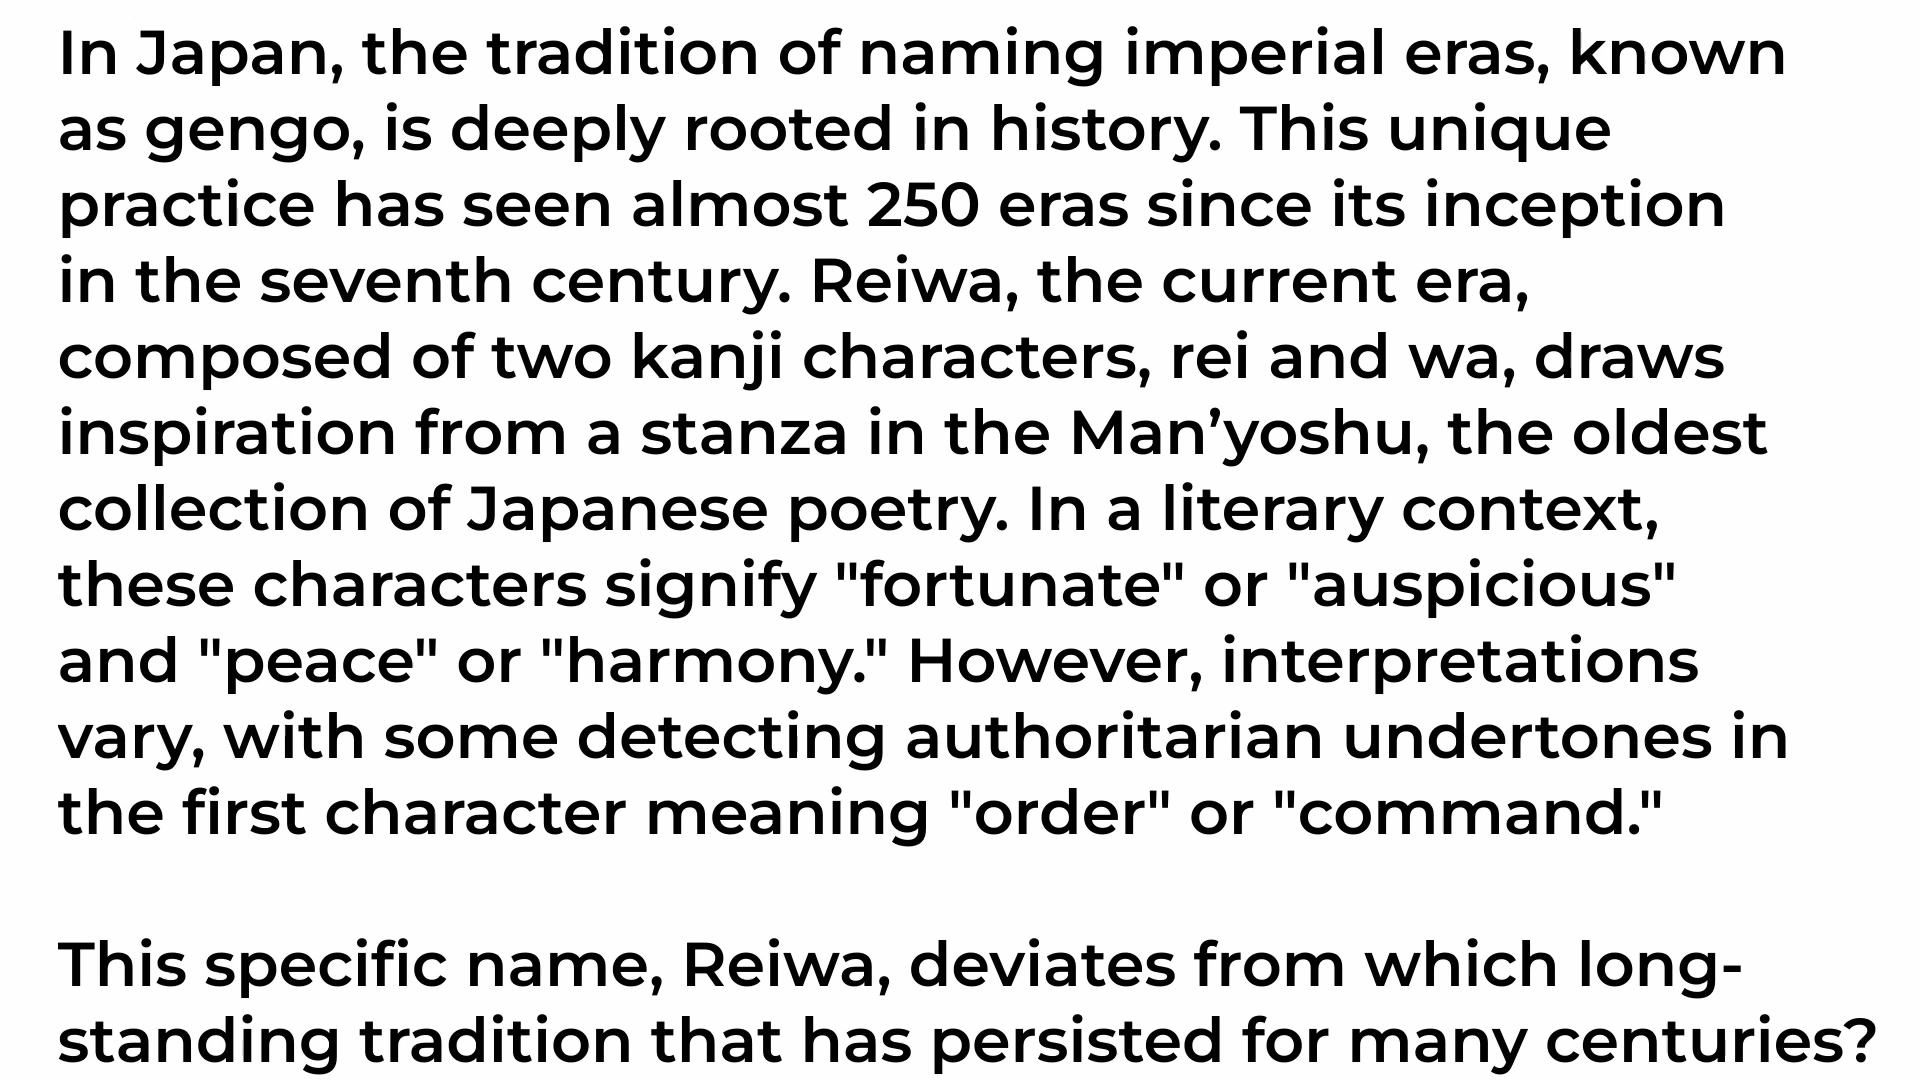 In Japan, the tradition of naming imperial eras, known
as gengo, is deeply rooted in history. This unique
practice has seen almost 250 eras since its inception
in the seventh century. Reiwa, the current era,
composed of two kanji characters, rei and wa, draws
inspiration from a stanza in the Man’yoshu, the oldest
collection of Japanese poetry. In a literary context,
these characters signify "fortunate" or "auspicious"
and "peace" or "harmony." However, interpretations
vary, with some detecting authoritarian undertones in
the first character meaning "order" or "command."
This specific name, Reiwa, deviates from which long-
standing tradition that has persisted for many centuries?